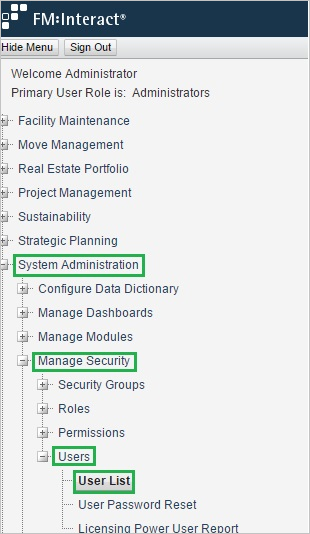 FM:Interact®
Hide Menu Sign Out
Welcome Administrator
Primary User Role is: Administrators
Facility Maintenance
Move Management
Real Estate Portfolio
Project Management
Sustainability
Strategic Planning
System Administration
Configure Data Dictionary
Manage Dashboards
Manage Modules
Manage Security
Security Groups
Roles
Permissions
Users
User List
User Password Reset
Licensing Power User Report